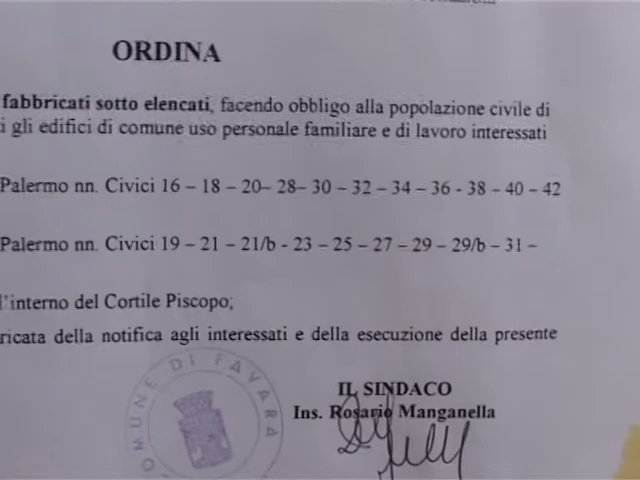 ORDINA
fabbricati sotto elencati, facendo obbligo alla popolazione civile di
i gli edifici di comune uso personale familiare e di lavoro interessati
Palermo nn. Civici 16 – 18 – 20– 28– 30 – 32 – 34 – 36 - 38 – 40 – 42
Palermo nn. Civici 19 – 21 – 21/b - 23 – 25 – 27 – 29 – 29/b – 31 –
l'interno del Cortile Piscopo;
ricata della notifica agli interessati e della esecuzione della presente
COMUNE DI FAVARA
IL SINDACO
Ins. Rosario Manganella